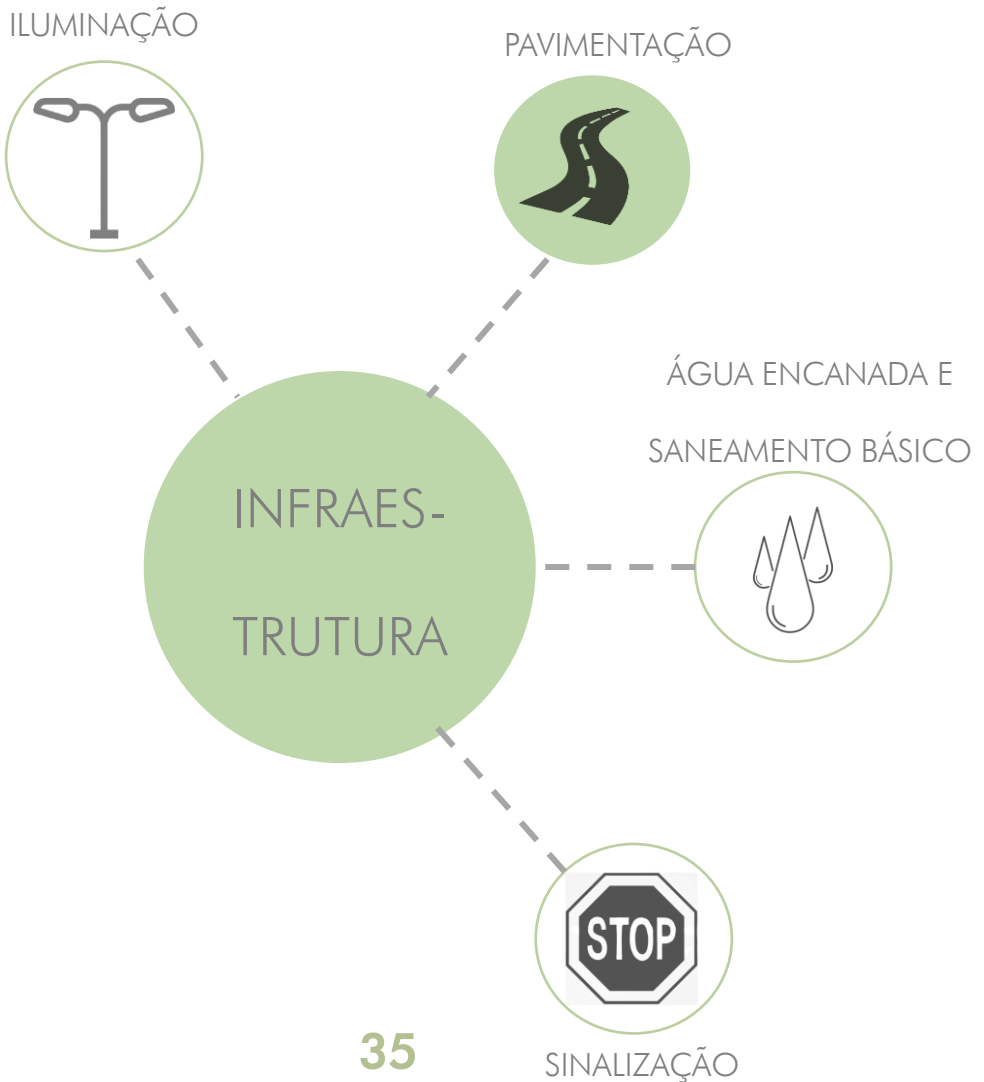 ILUMINAÇÃO
PAVIMENTAÇÃO
ÁGUA ENCANADA E
SANEAMENTO BÁSICO
INFRAES-
TRUTURA
STOP
35
SINALIZAÇÃO